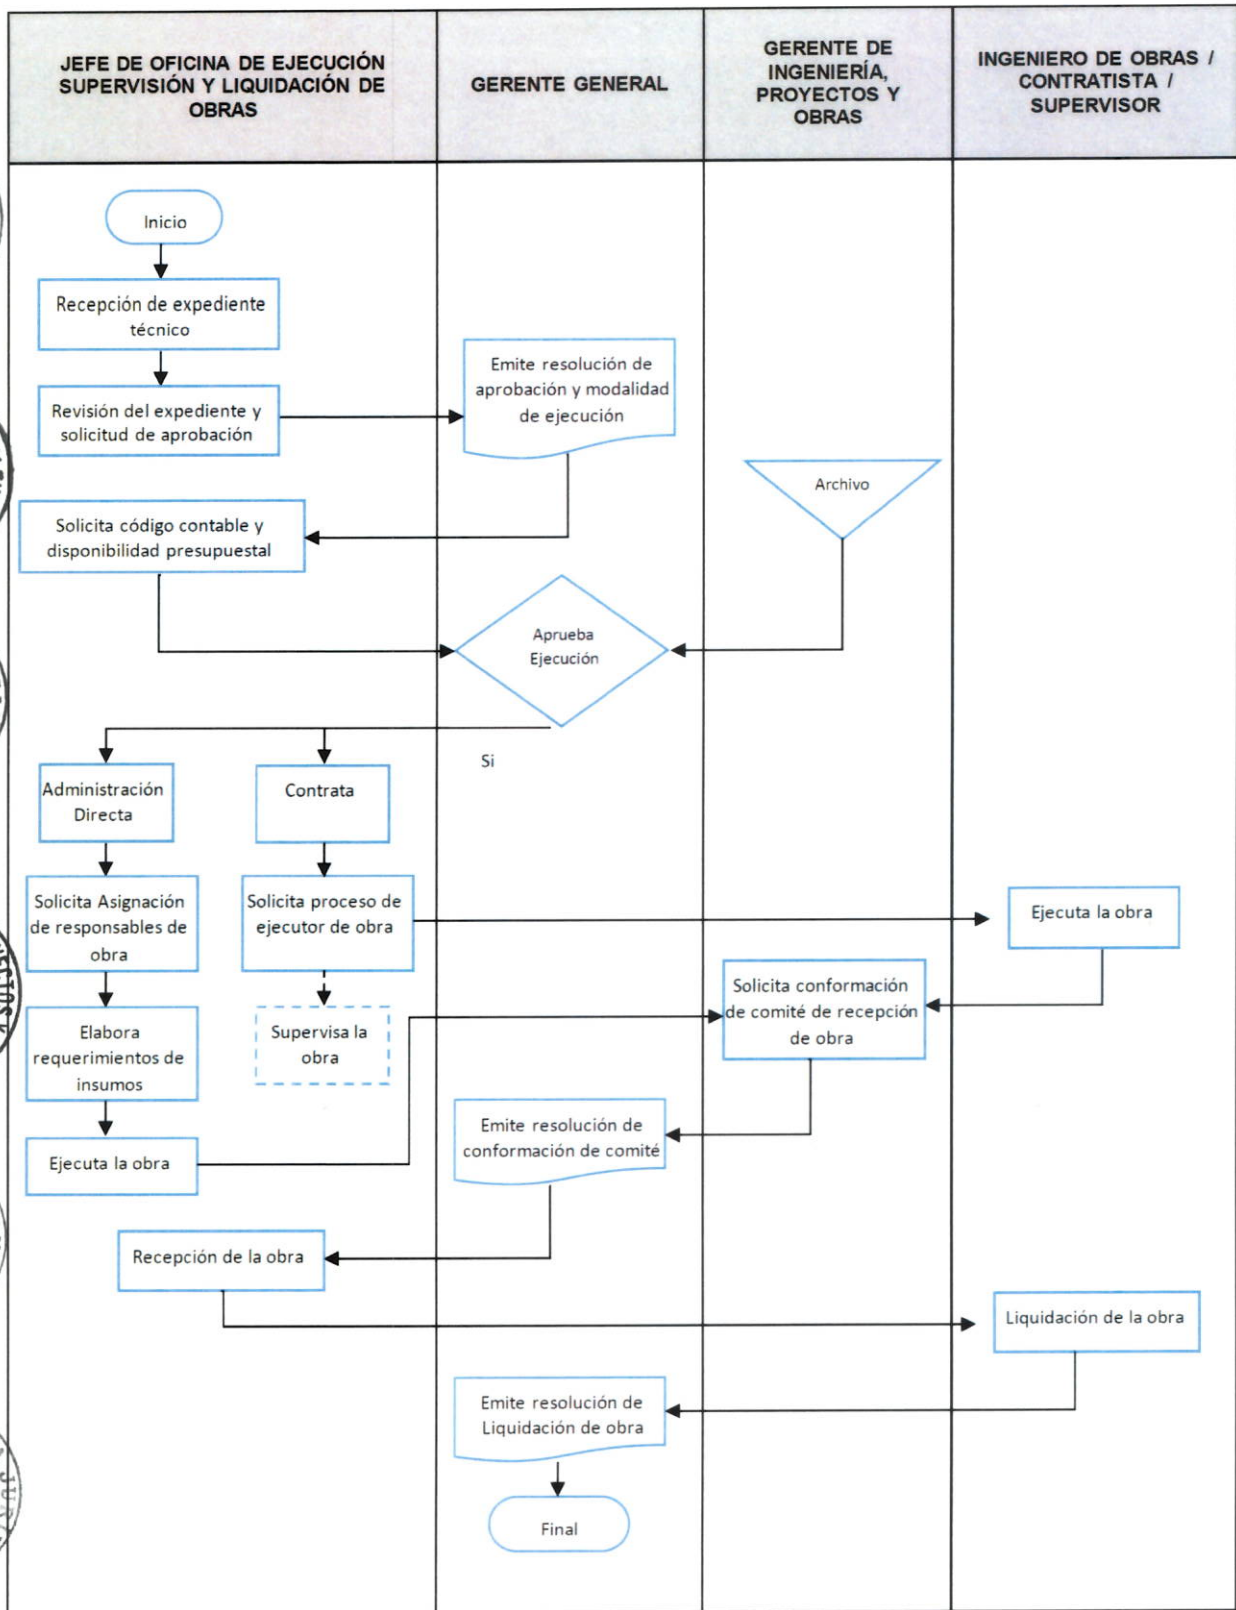 JEFE DE OFICINA DE EJECUCIÓN
SUPERVISIÓN Y LIQUIDACIÓN DE
OBRAS
GERENTE GENERAL
GERENTE DE
INGENIERÍA,
PROYECTOS Y
OBRAS
INGENIERO DE OBRAS /
CONTRATISTA /
SUPERVISOR
Inicio
Recepción de expediente
técnico
Revisión del expediente y
solicitud de aprobación
Emite resolución de
aprobación y modalidad
de ejecución
Archivo
Solicita código contable y
disponibilidad presupuestal
Aprueba
Ejecución
Si
Administración
Directa
Contrata
Solicita Asignación
de responsables de
obra
Solicita proceso de
ejecutor de obra
Ejecuta la obra
Solicita conformación
de comité de recepción
de obra
Elabora
requerimientos de
insumos
Supervisa la
obra
Emite resolución de
conformación de comité
Ejecuta la obra
Recepción de la obra
Liquidación de la obra
Emite resolución de
Liquidación de obra
Final